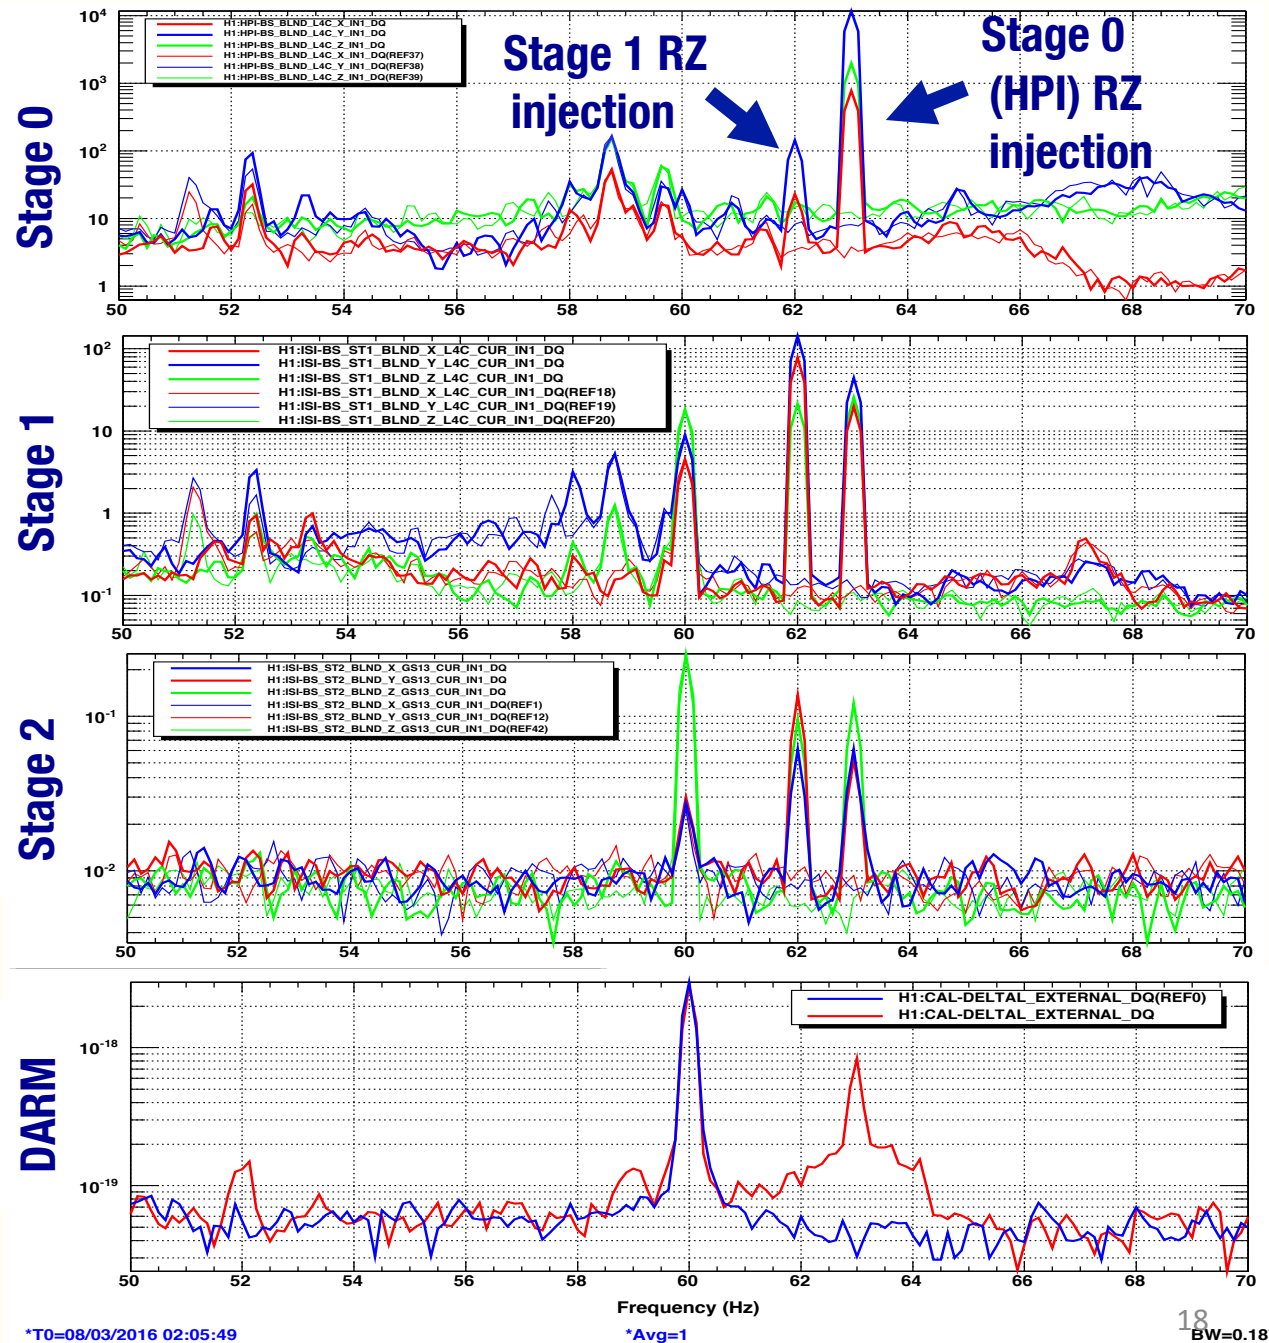 Stage 0
10^4
10^3
10^2
10
1
H1:HPI-BS_BLND_L4C_X_IN1_DQ
H1:HPI-BS_BLND_L4C_Y_IN1_DQ
H1:HPI-BS_BLND_L4C_Z_IN1_DQ
H1:HPI-BS_BLND_L4C_X_IN1_DQ(REF37)
H1:HPI-BS_BLND_L4C_Y_IN1_DQ(REF38)
H1:HPI-BS_BLND_L4C_Z_IN1_DQ(REF39)
Stage 1 RZ
injection
Stage 0
(HPI) RZ
injection
50 52 54 56 58 60 62 64 66 68 70
Stage 1
10^2
10
1
10^-1
H1:ISI-BS_ST1_BLND_X_L4C_CUR_IN1_DQ
H1:ISI-BS_ST1_BLND_Y_L4C_CUR_IN1_DQ
H1:ISI-BS_ST1_BLND_Z_L4C_CUR_IN1_DQ
H1:ISI-BS_ST1_BLND_X_L4C_CUR_IN1_DQ(REF18)
H1:ISI-BS_ST1_BLND_Y_L4C_CUR_IN1_DQ(REF19)
H1:ISI-BS_ST1_BLND_Z_L4C_CUR_IN1_DQ(REF20)
50 52 54 56 58 60 62 64 66 68 70
Stage 2
10^-1
10^-2
H1:ISI-BS_ST2_BLND_X_GS13_CUR_IN1_DQ
H1:ISI-BS_ST2_BLND_Y_GS13_CUR_IN1_DQ
H1:ISI-BS_ST2_BLND_Z_GS13_CUR_IN1_DQ
H1:ISI-BS_ST2_BLND_X_GS13_CUR_IN1_DQ(REF1)
H1:ISI-BS_ST2_BLND_Y_GS13_CUR_IN1_DQ(REF12)
H1:ISI-BS_ST2_BLND_Z_GS13_CUR_IN1_DQ(REF42)
50 52 54 56 58 60 62 64 66 68 70
DARM
10^-18
10^-19
H1:CAL-DELTAL_EXTERNAL_DQ(REF0)
H1:CAL-DELTAL_EXTERNAL_DQ
50 52 54 56 58 60 62 64 66 68 70
Frequency (Hz)
*T0=08/03/2016 02:05:49
*Avg=1
18
BW=0.18